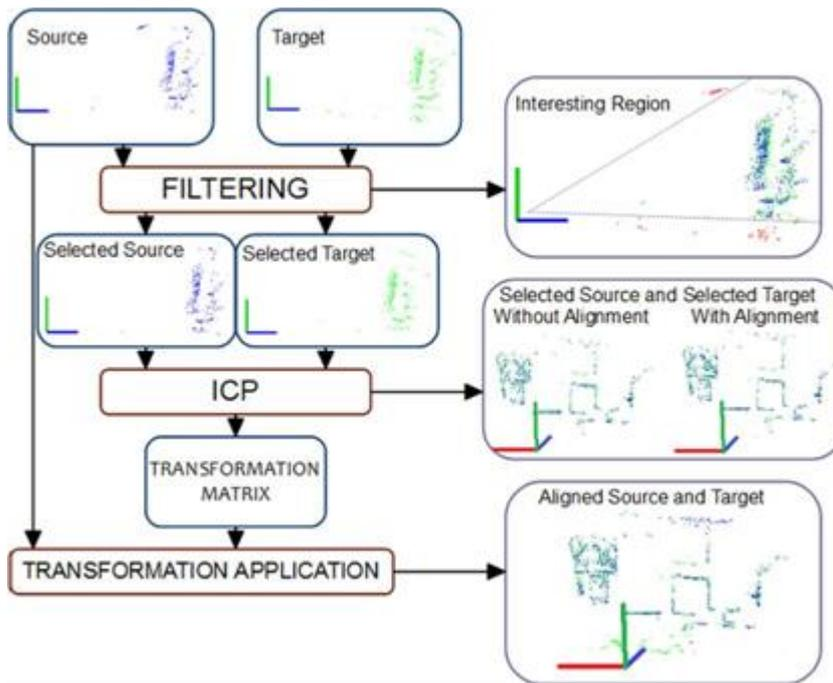 Source
Target
Interesting Region
FILTERING
Selected Source
Selected Target
Selected Source and Selected Target
Without Alignment With Alignment
ICP
TRANSFORMATION
MATRIX
Aligned Source and Target
TRANSFORMATION APPLICATION